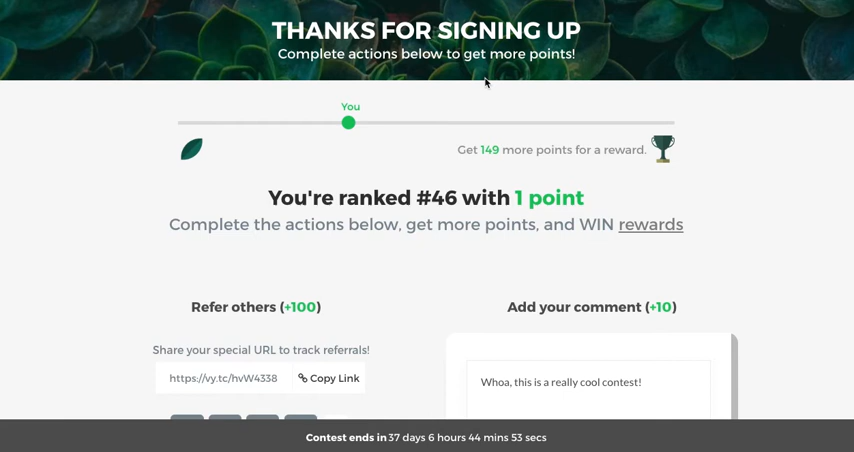 THANKS FOR SIGNING UP
Complete actions below to get more points!
You
Get 149 more points for a reward.
You're ranked #46 with 1 point
Complete the actions below, get more points, and WIN rewards
Refer others (+100)
Add your comment (+10)
Share your special URL to track referrals!
https://vy.tc/hvW4338
Copy Link
Whoa, this is a really cool contest!
Contest ends in 37 days 6 hours 44 mins 53 secs